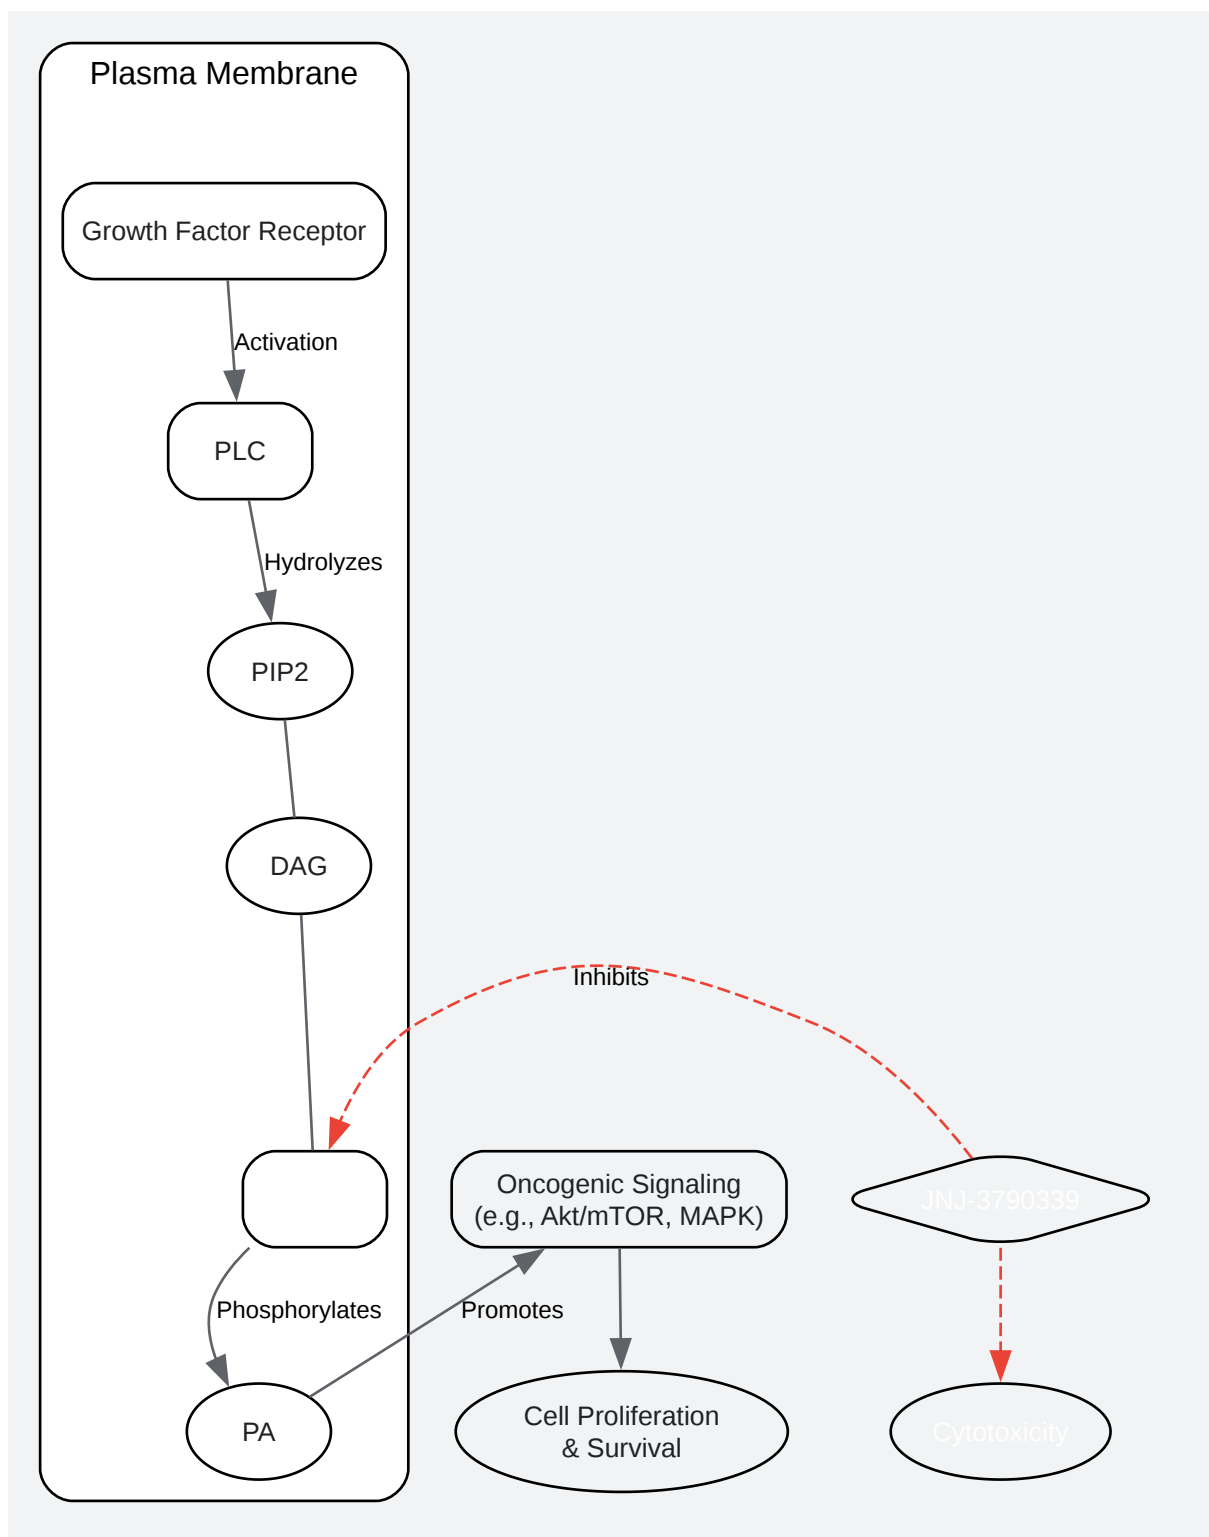 Plasma Membrane
Growth Factor Receptor
Activation
PLC
Hydrolyzes
PIP2
DAG
Inhibits
Oncogenic Signaling
(e.g., Akt/mTOR, MAPK)
JNJ-3790339
Phosphorylates
Promotes
PA
Cell Proliferation
& Survival
Cytotoxicity